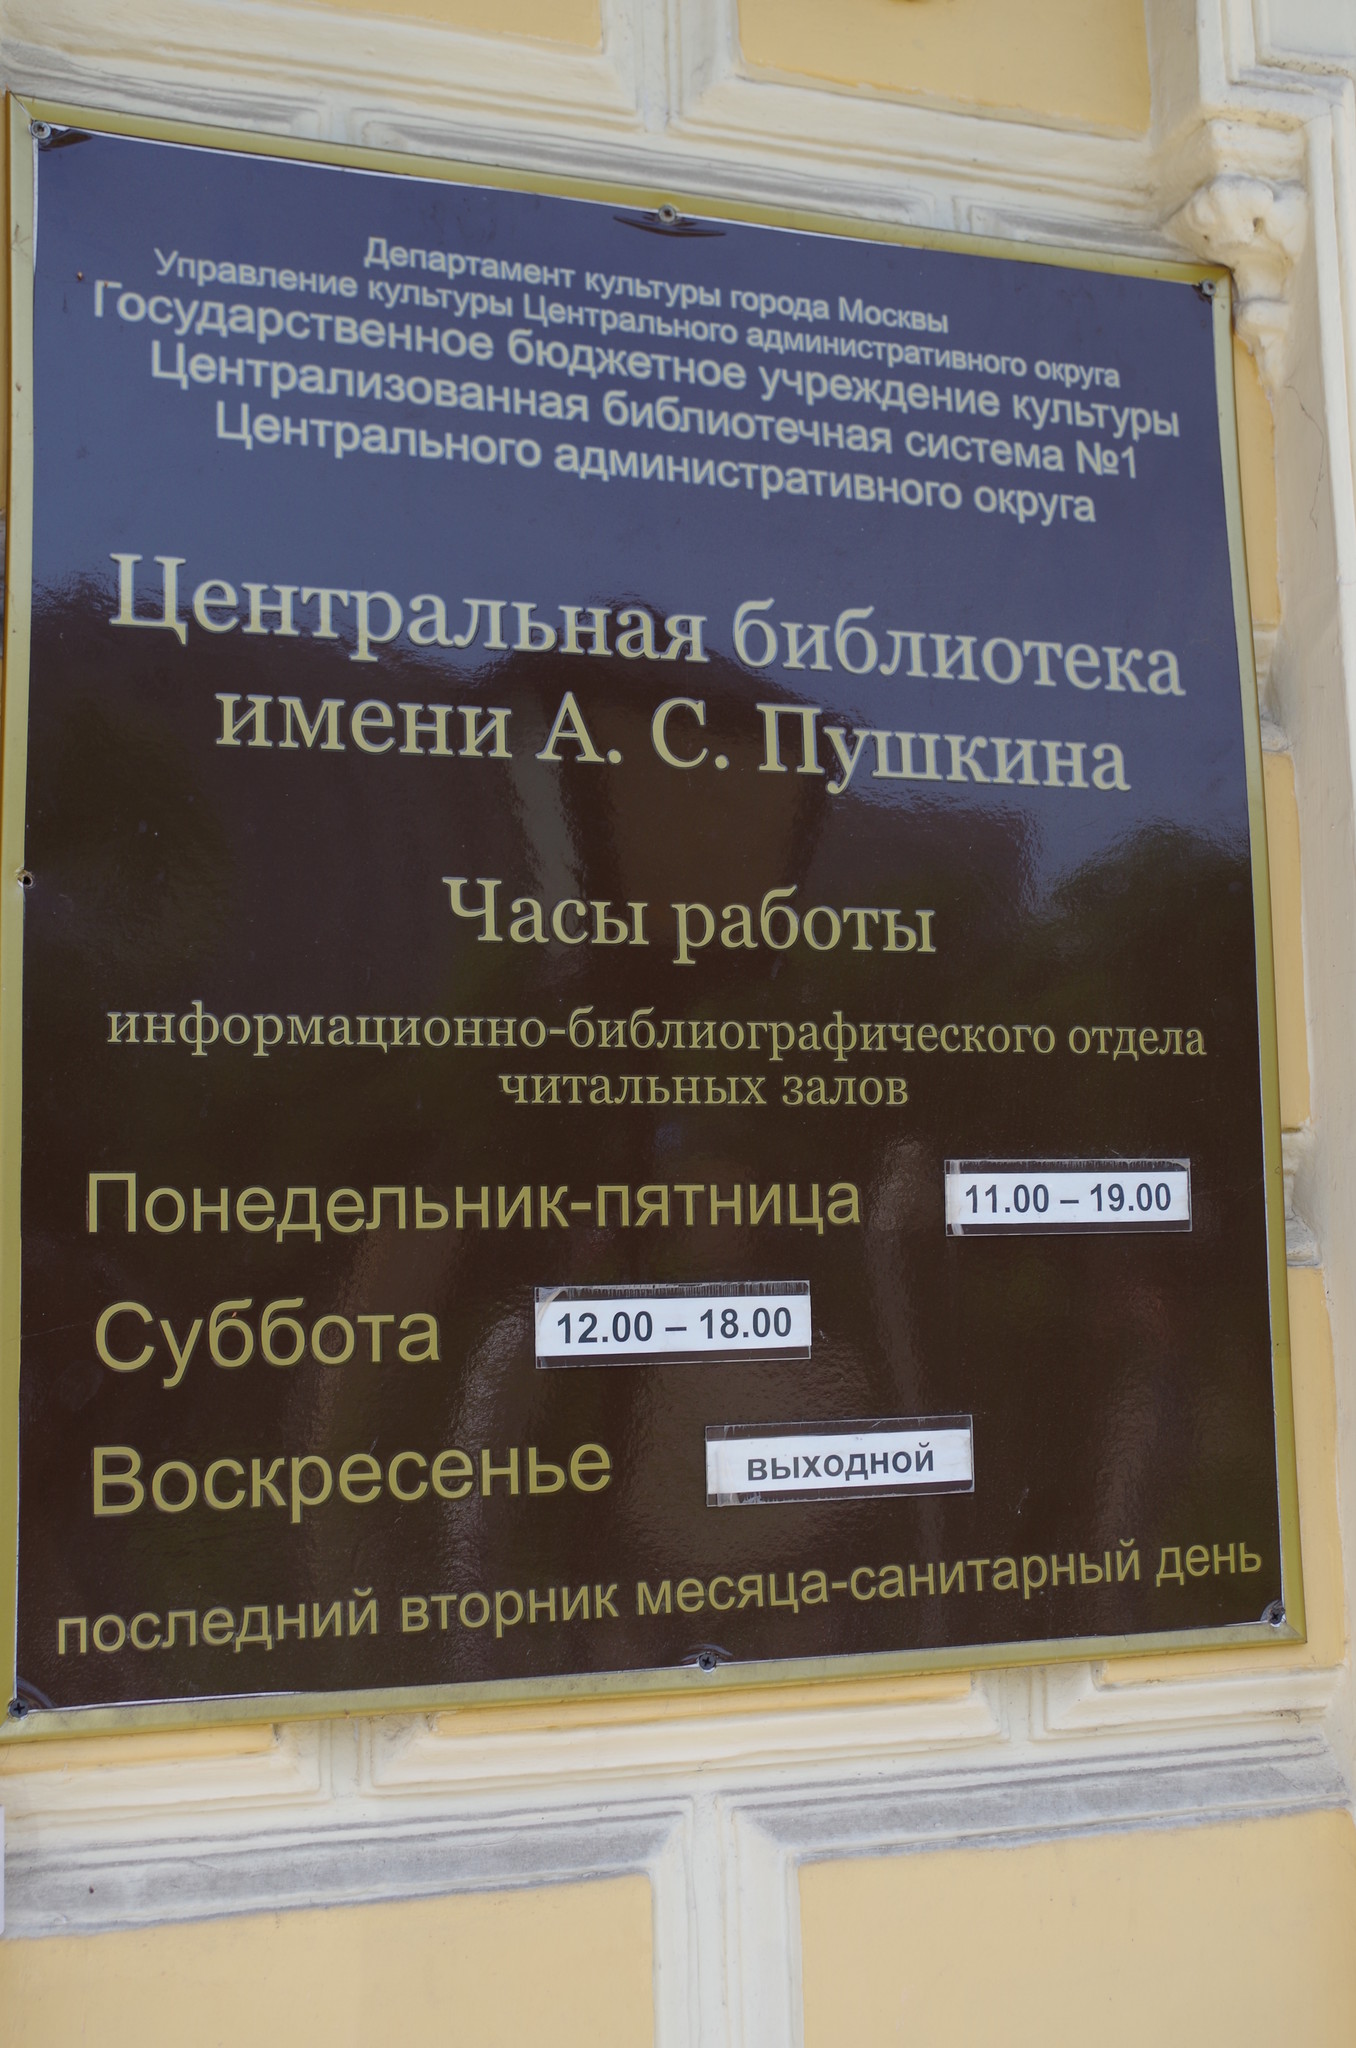 Департамент культуры города Москвы
Управление культуры Центрального административного округа
Государственное бюджетное учреждение культуры
Централизованная библиотечная система №1
Центрального административного округа
Центральная библиотека
имени А. С. Пушкина
Часы работы
информационно-библиографического отдела
читальных залов
Понедельник-пятница 11.00 – 19.00
Суббота 12.00 – 18.00
Воскресенье выходной
последний вторник месяца-санитарный день